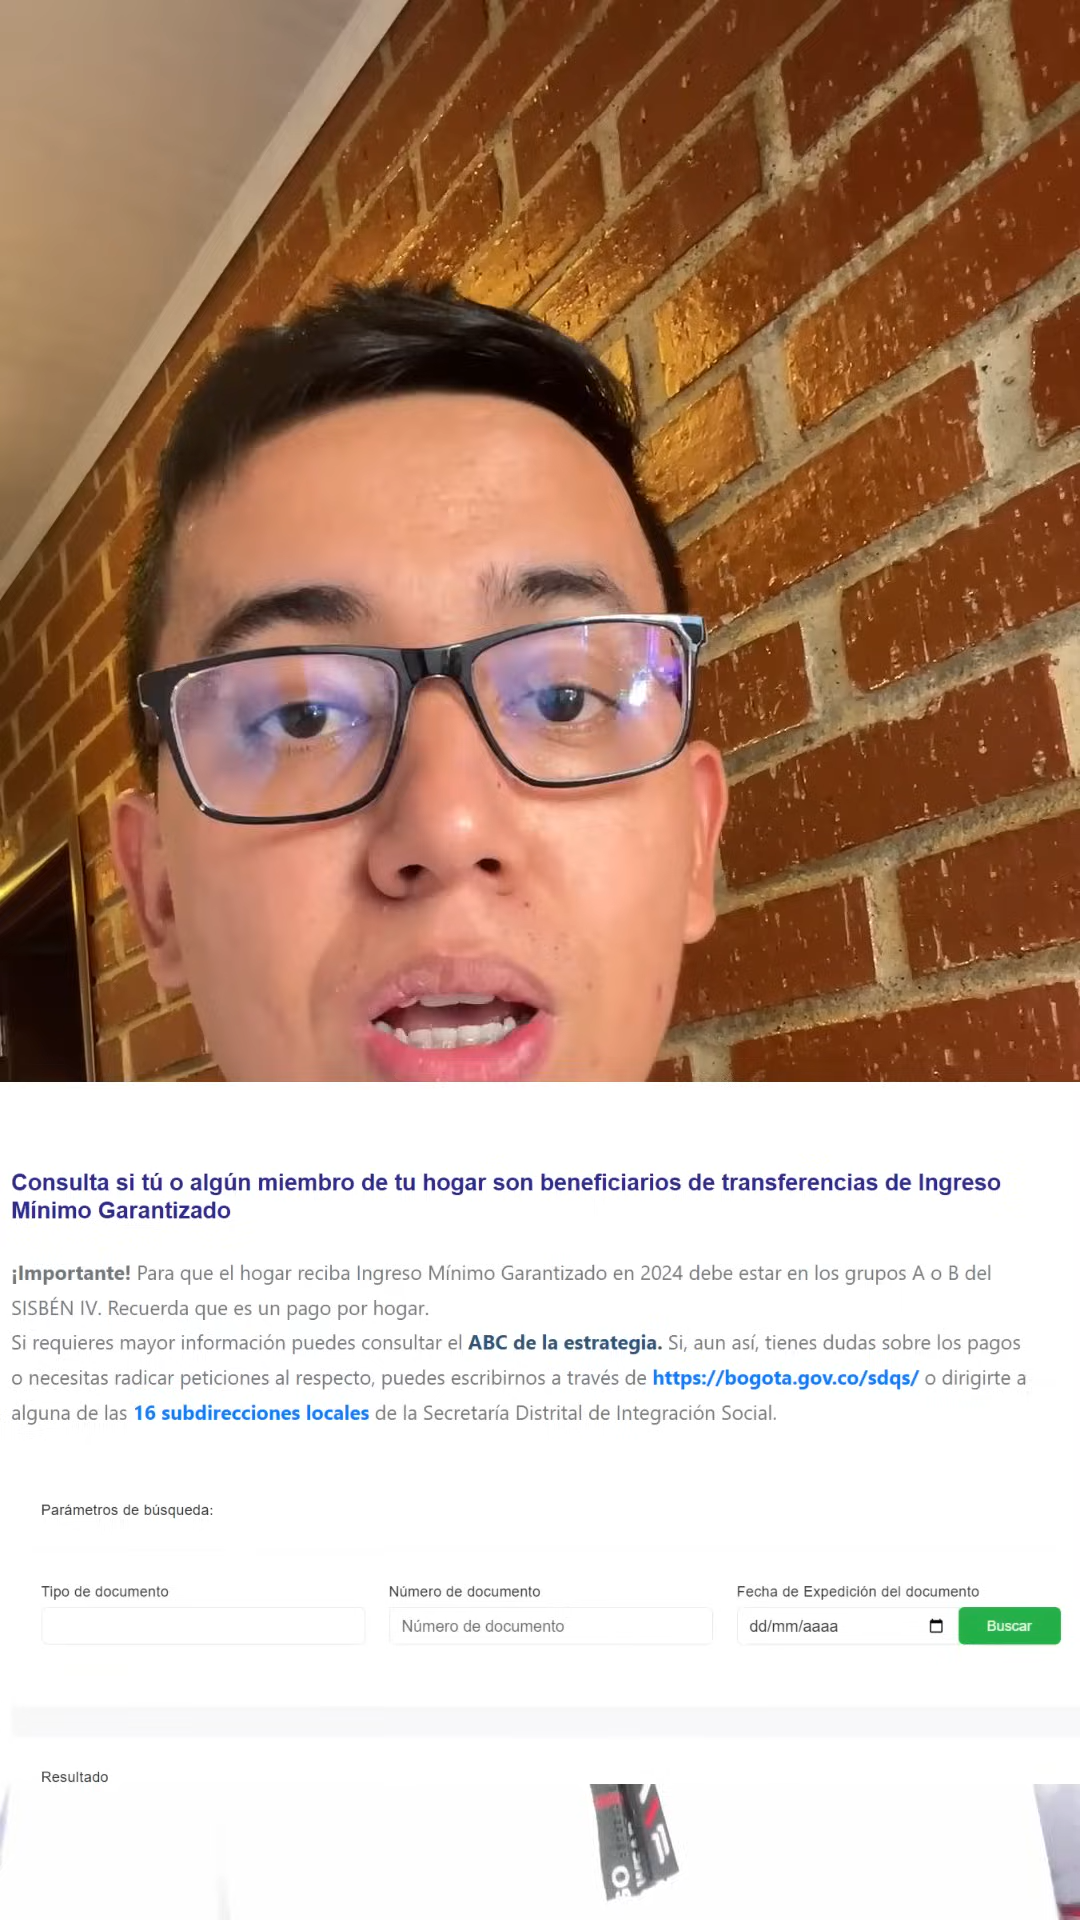 Consulta si tú o algún miembro de tu hogar son beneficiarios de transferencias de Ingreso
Mínimo Garantizado
¡Importante! Para que el hogar reciba Ingreso Mínimo Garantizado en 2024 debe estar en los grupos A o B del
SISBÉN IV. Recuerda que es un pago por hogar.
Si requieres mayor información puedes consultar el ABC de la estrategia. Si, aun así, tienes dudas sobre los pagos
o necesitas radicar peticiones al respecto, puedes escribirnos a través de https://bogota.gov.co/sdqs/ o dirigirte a
alguna de las 16 subdirecciones locales de la Secretaría Distrital de Integración Social.
Parámetros de búsqueda:
Tipo de documento Número de documento Fecha de Expedición del documento
Número de documento dd/mm/aaaa Buscar
Resultado